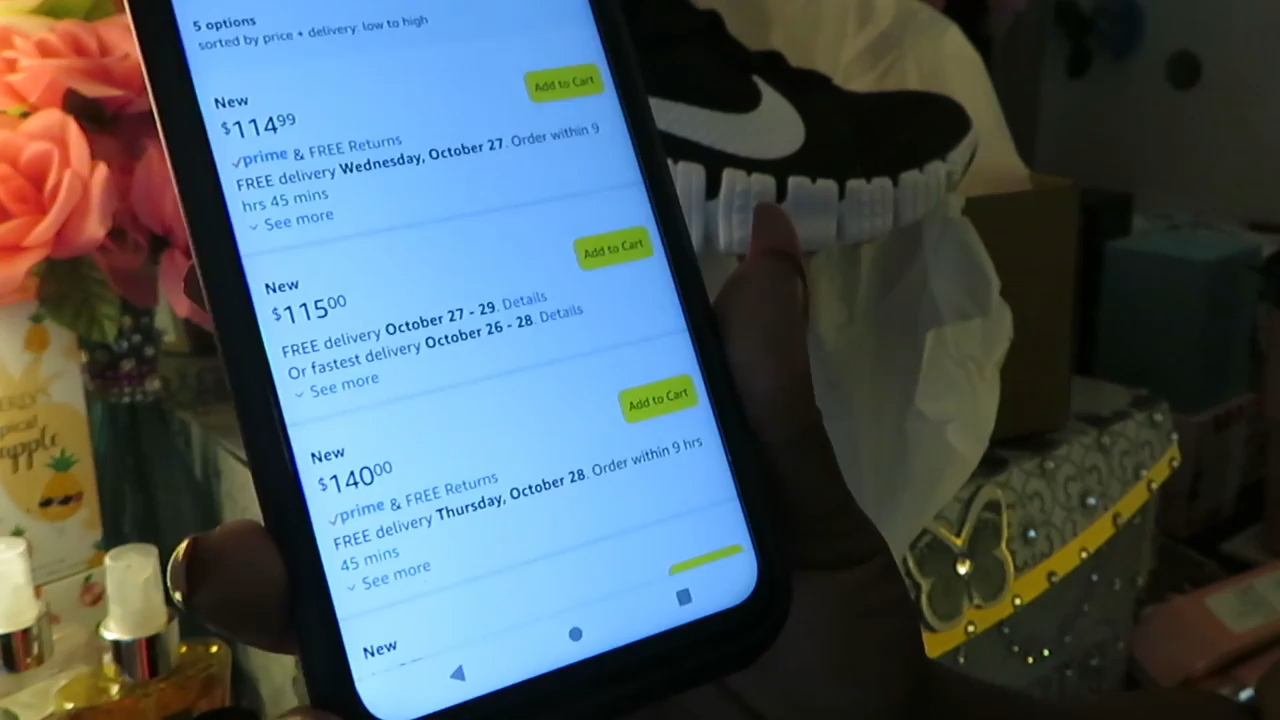 5 options
sorted by price + delivery: low to high
Add to Cart
New
$114.99
prime & FREE Returns
FREE delivery Wednesday, October 27. Order within 9
hrs 45 mins
See more
Add to Cart
New
$115.00
FREE delivery October 27 - 29. Details
Or fastest delivery October 26 - 28. Details
See more
Add to Cart
New
$140.00
prime & FREE Returns
FREE delivery Thursday, October 28. Order within 9 hrs
45 mins
See more
New